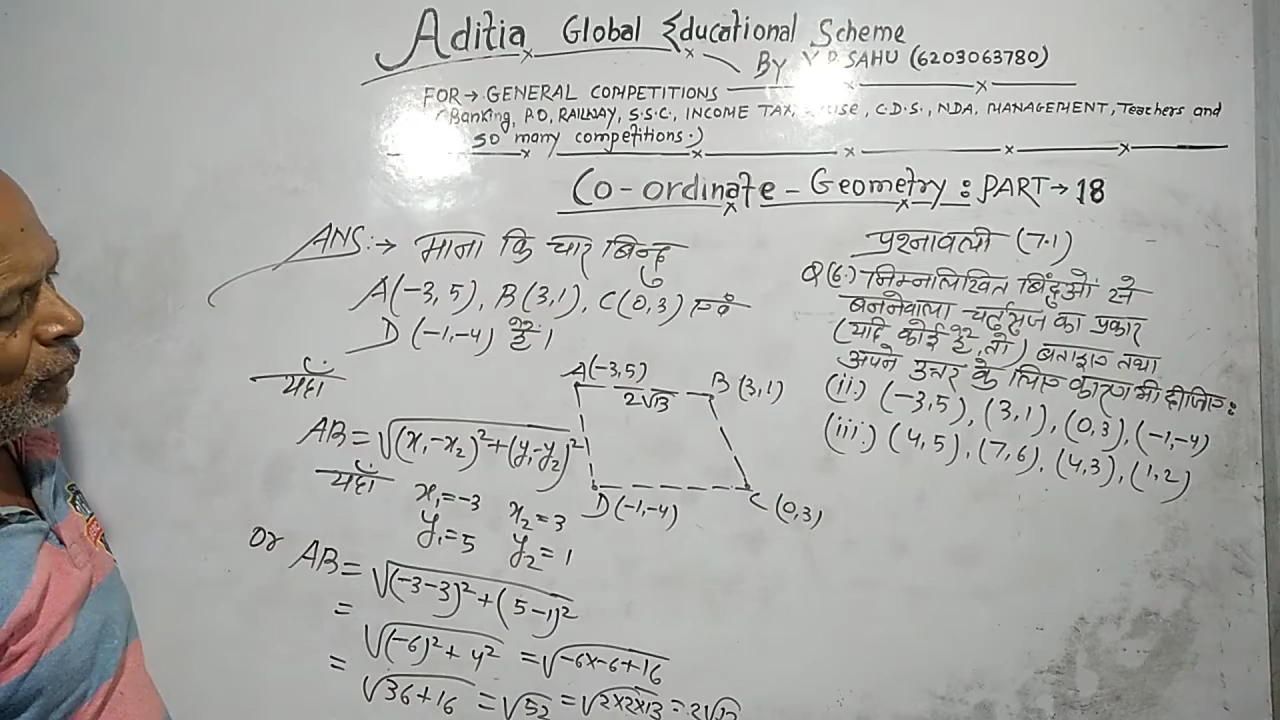 Aditia Global Educational Scheme
By Y.P. SAHU (6203063780)
FOR → GENERAL COMPETITIONS
(Banking, P.O, RAILWAY, S.S.C, INCOME TAX, C.D.S., NDA, MANAGEMENT, Teachers and
so many competitions.)
Co-ordinate-Geometry: PART → 18
ANS:→ माना कि चार बिन्दु
A(-3,5), B(3,1), C(0,3) एवं
D(-1,-4) है।
यहाँ
AB=√(x₁-x₂)²+(y₁-y₂)²
यहाँ
x₁=-3 x₂=3
y₁=5 y₂=1
or AB=√(-3-3)²+(5-1)²
= √(-6)²+4² =√-6x-6+16
= √36+16 =√52 =√2x2x13 =2√13
A(-3,5)
B(3,1)
2√13
D(-1,-4)
C(0,3)
प्रश्नावली (7.1)
Q(6.) निम्नलिखित बिंदुओं से
बननेवाला चर्तुभुज का प्रकार
(यदि कोई है, तो) बताइए तथा
अपने उत्तर के लिए कारण भी दीजिए:
(ii.) (-3,5), (3,1), (0,3), (-1,-4)
(iii.) (4,5), (7,6), (4,3), (1,2)